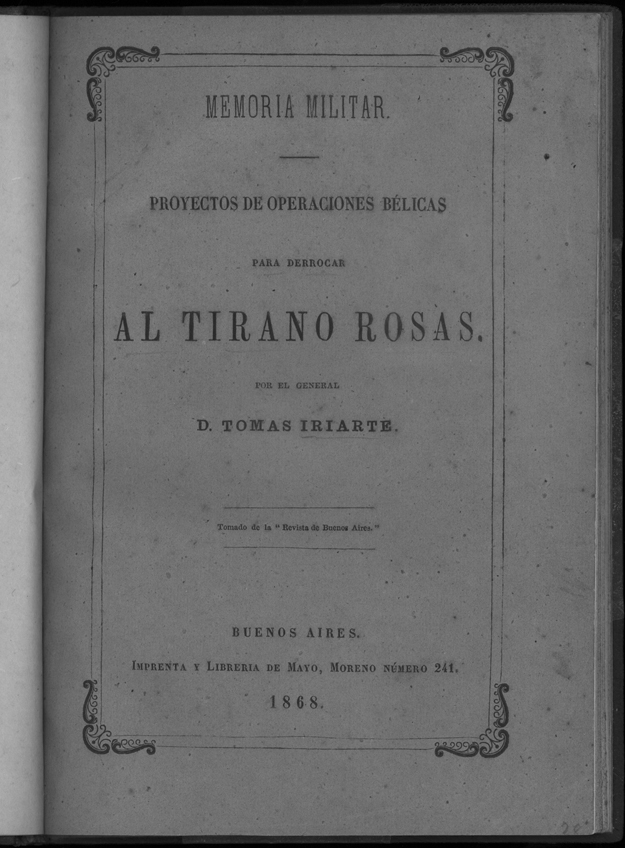 MEMORIA MILITAR.
PROYECTOS DE OPERACIONES BÉLICAS
PARA DERROCAR
AL TIRANO ROSAS.
POR EL GENERAL
D. TOMAS IRIARTE.
Tomado de la "Revista de Buenos Aires."
BUENOS AIRES.
IMPRENTA Y LIBRERIA DE MAYO, MORENO NÚMERO 241.
1868.